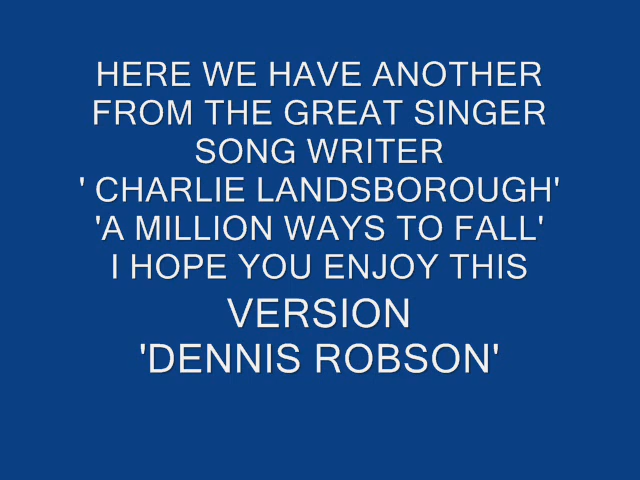 HERE WE HAVE ANOTHER
FROM THE GREAT SINGER
SONG WRITER
' CHARLIE LANDSBOROUGH'
'A MILLION WAYS TO FALL'
I HOPE YOU ENJOY THIS
VERSION
'DENNIS ROBSON'